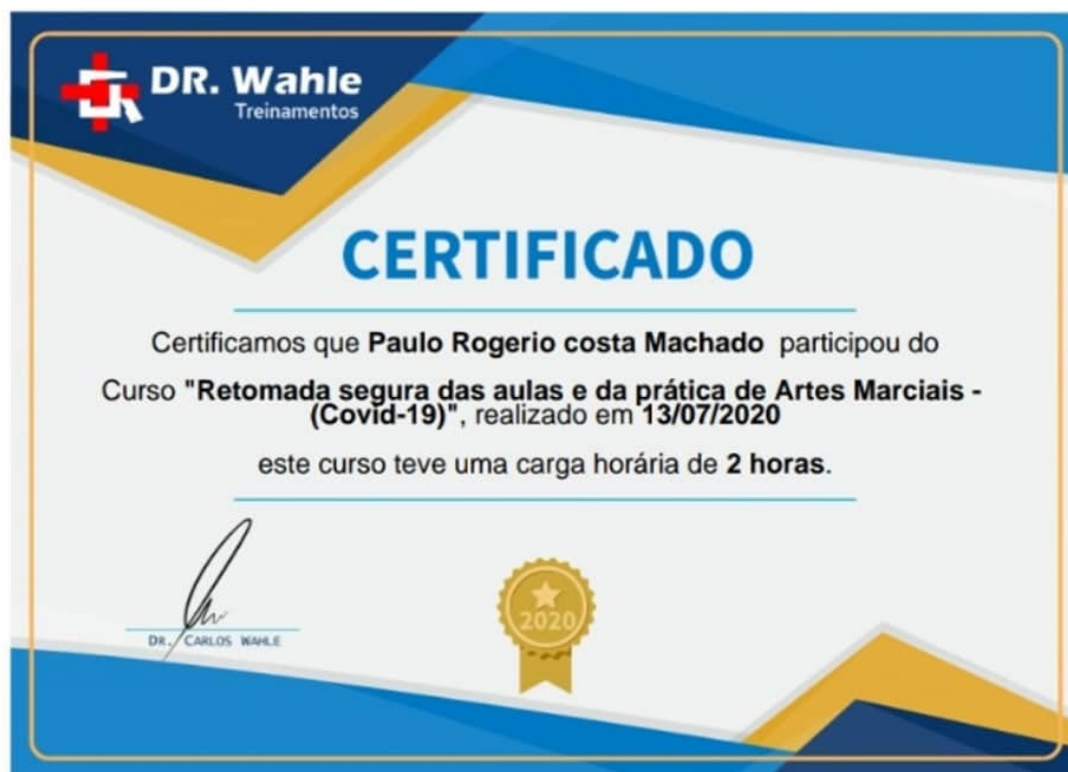 DR. Wahle
Treinamentos
CERTIFICADO
Certificamos que Paulo Rogerio costa Machado participou do
Curso "Retomada segura das aulas e da prática de Artes Marciais -
(Covid-19)", realizado em 13/07/2020
este curso teve uma carga horária de 2 horas.
DR. CARLOS WAHLE
2020